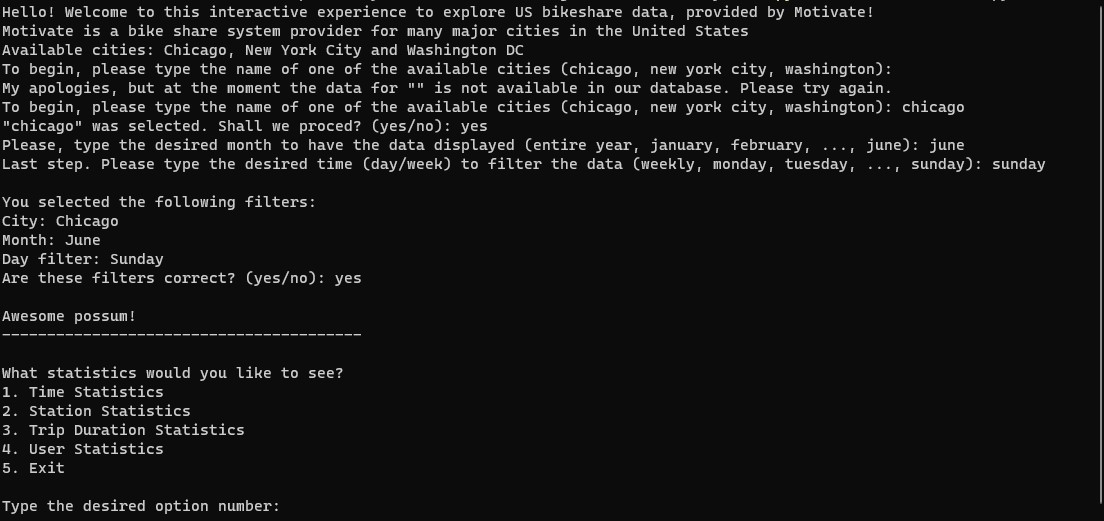 Hello! Welcome to this interactive experience to explore US bikeshare data, provided by Motivate!
Motivate is a bike share system provider for many major cities in the United States
Available cities: Chicago, New York City and Washington DC
To begin, please type the name of one of the available cities (chicago, new york city, washington):
My apologies, but at the moment the data for "" is not available in our database. Please try again.
To begin, please type the name of one of the available cities (chicago, new york city, washington): chicago
"chicago" was selected. Shall we proced? (yes/no): yes
Please, type the desired month to have the data displayed (entire year, january, february, ..., june): june
Last step. Please type the desired time (day/week) to filter the data (weekly, monday, tuesday, ..., sunday): sunday
You selected the following filters:
City: Chicago
Month: June
Day filter: Sunday
Are these filters correct? (yes/no): yes
Awesome possum!
----------------------------------------
What statistics would you like to see?
1. Time Statistics
2. Station Statistics
3. Trip Duration Statistics
4. User Statistics
5. Exit
Type the desired option number: